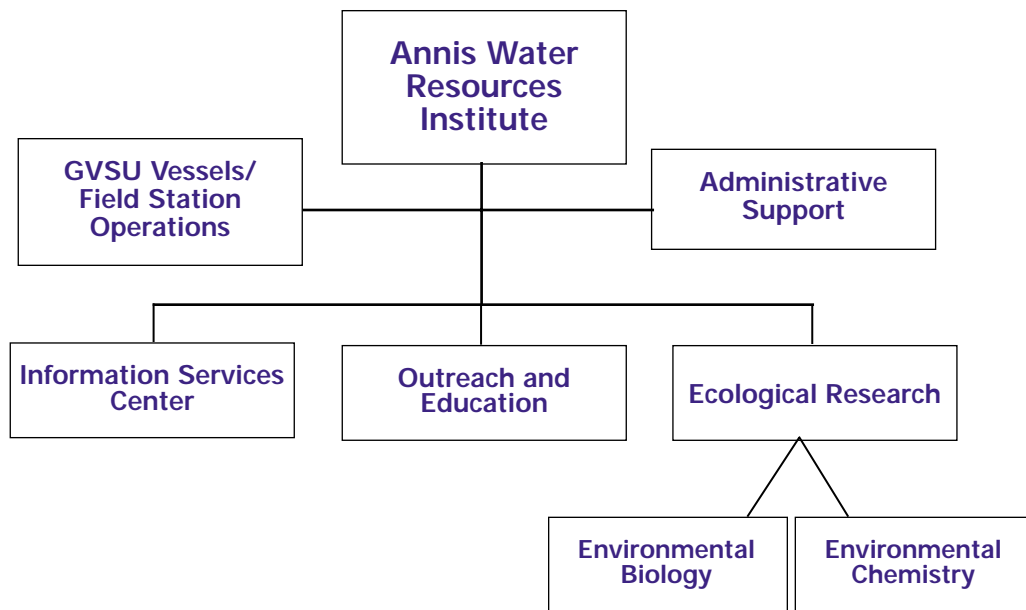 Annis Water
Resources
Institute
GVSU Vessels/
Field Station
Operations
Administrative
Support
Information Services
Center
Outreach and
Education
Ecological Research
Environmental
Biology
Environmental
Chemistry